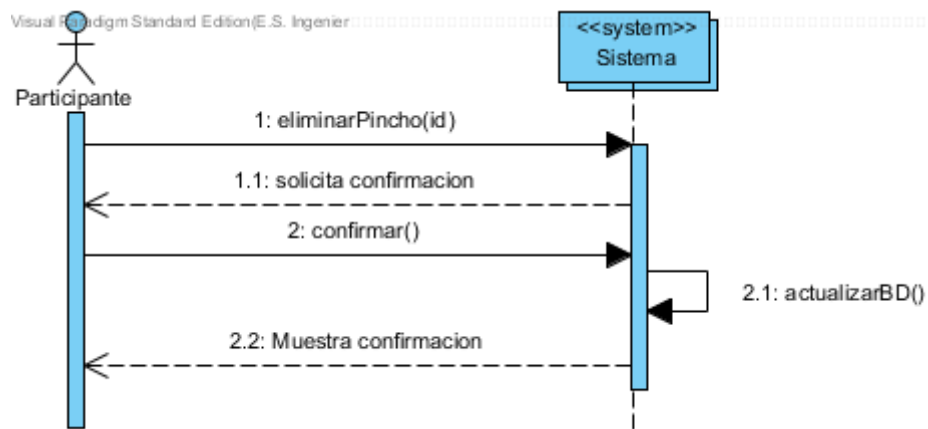 Visual Paradigm Standard Edition(E.S. Ingenier
<<system>>
Sistema
Participante
1: eliminarPincho(id)
1.1: solicita confirmacion
2: confirmar()
2.1: actualizarBD()
2.2: Muestra confirmacion